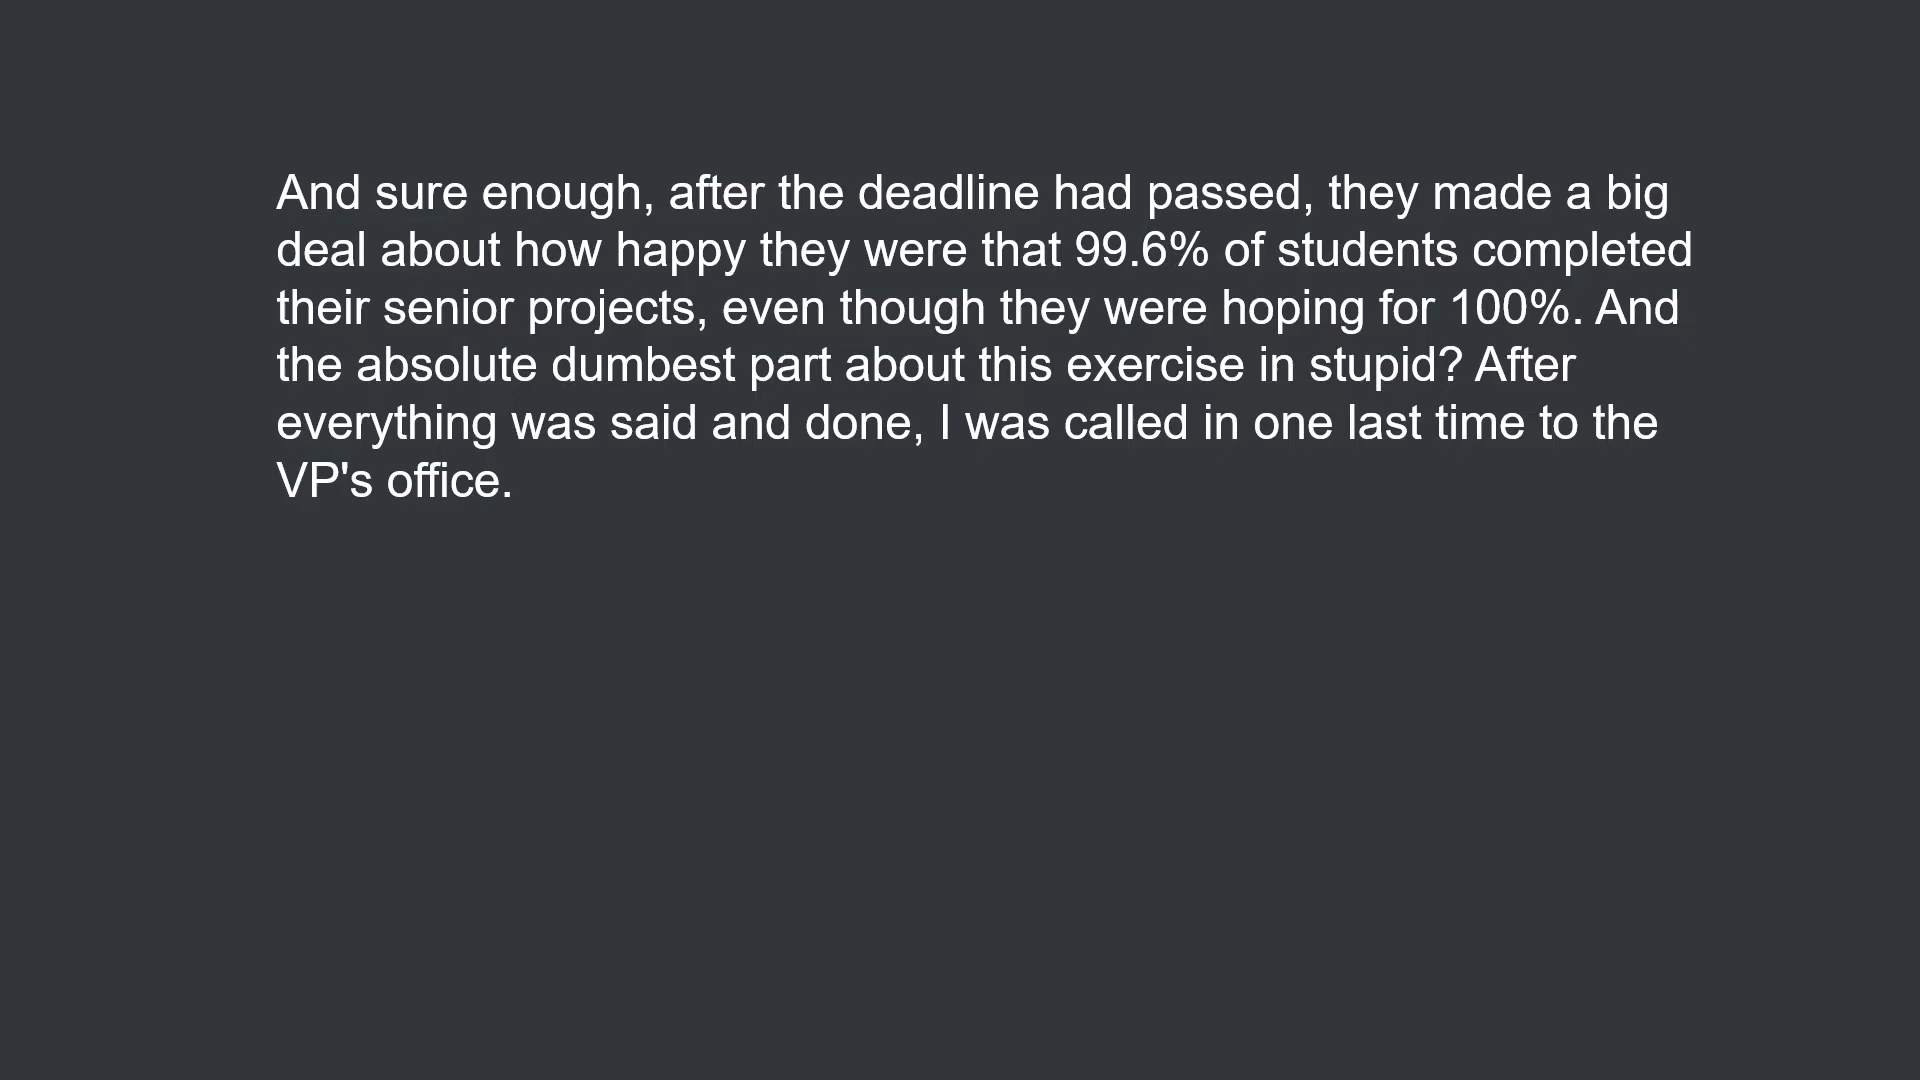 And sure enough, after the deadline had passed, they made a big
deal about how happy they were that 99.6% of students completed
their senior projects, even though they were hoping for 100%. And
the absolute dumbest part about this exercise in stupid? After
everything was said and done, I was called in one last time to the
VP's office.